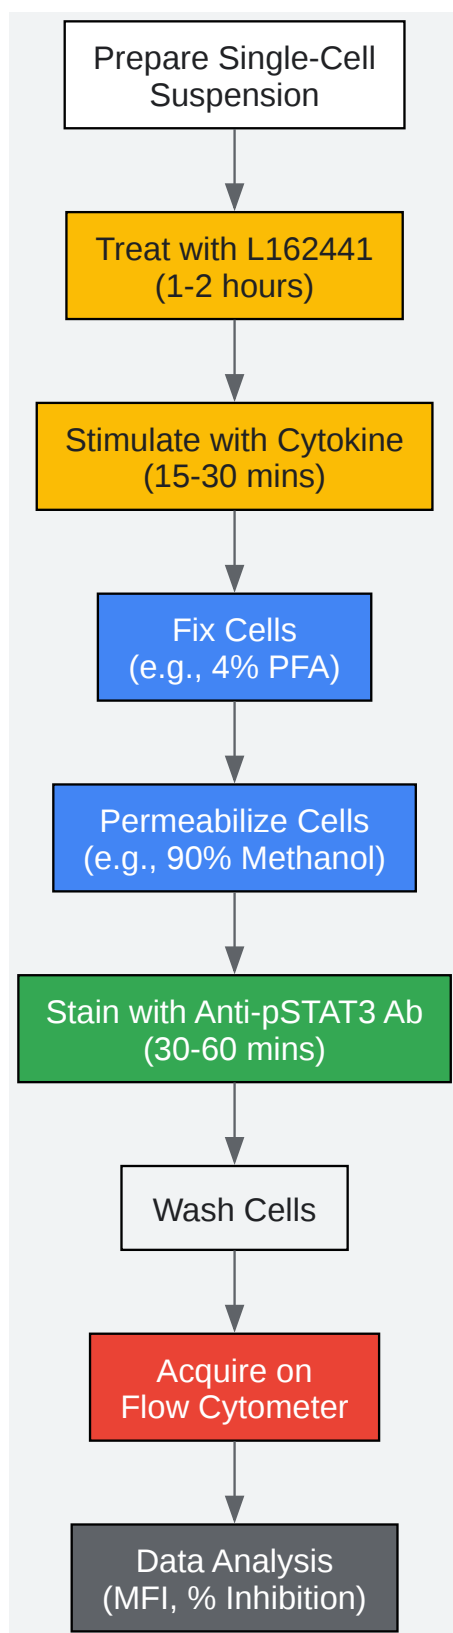 Prepare Single-Cell
Suspension
Treat with L162441
(1-2 hours)
Stimulate with Cytokine
(15-30 mins)
Fix Cells
(e.g., 4% PFA)
Permeabilize Cells
(e.g., 90% Methanol)
Stain with Anti-pSTAT3 Ab
(30-60 mins)
Wash Cells
Acquire on
Flow Cytometer
Data Analysis
(MFI, % Inhibition)